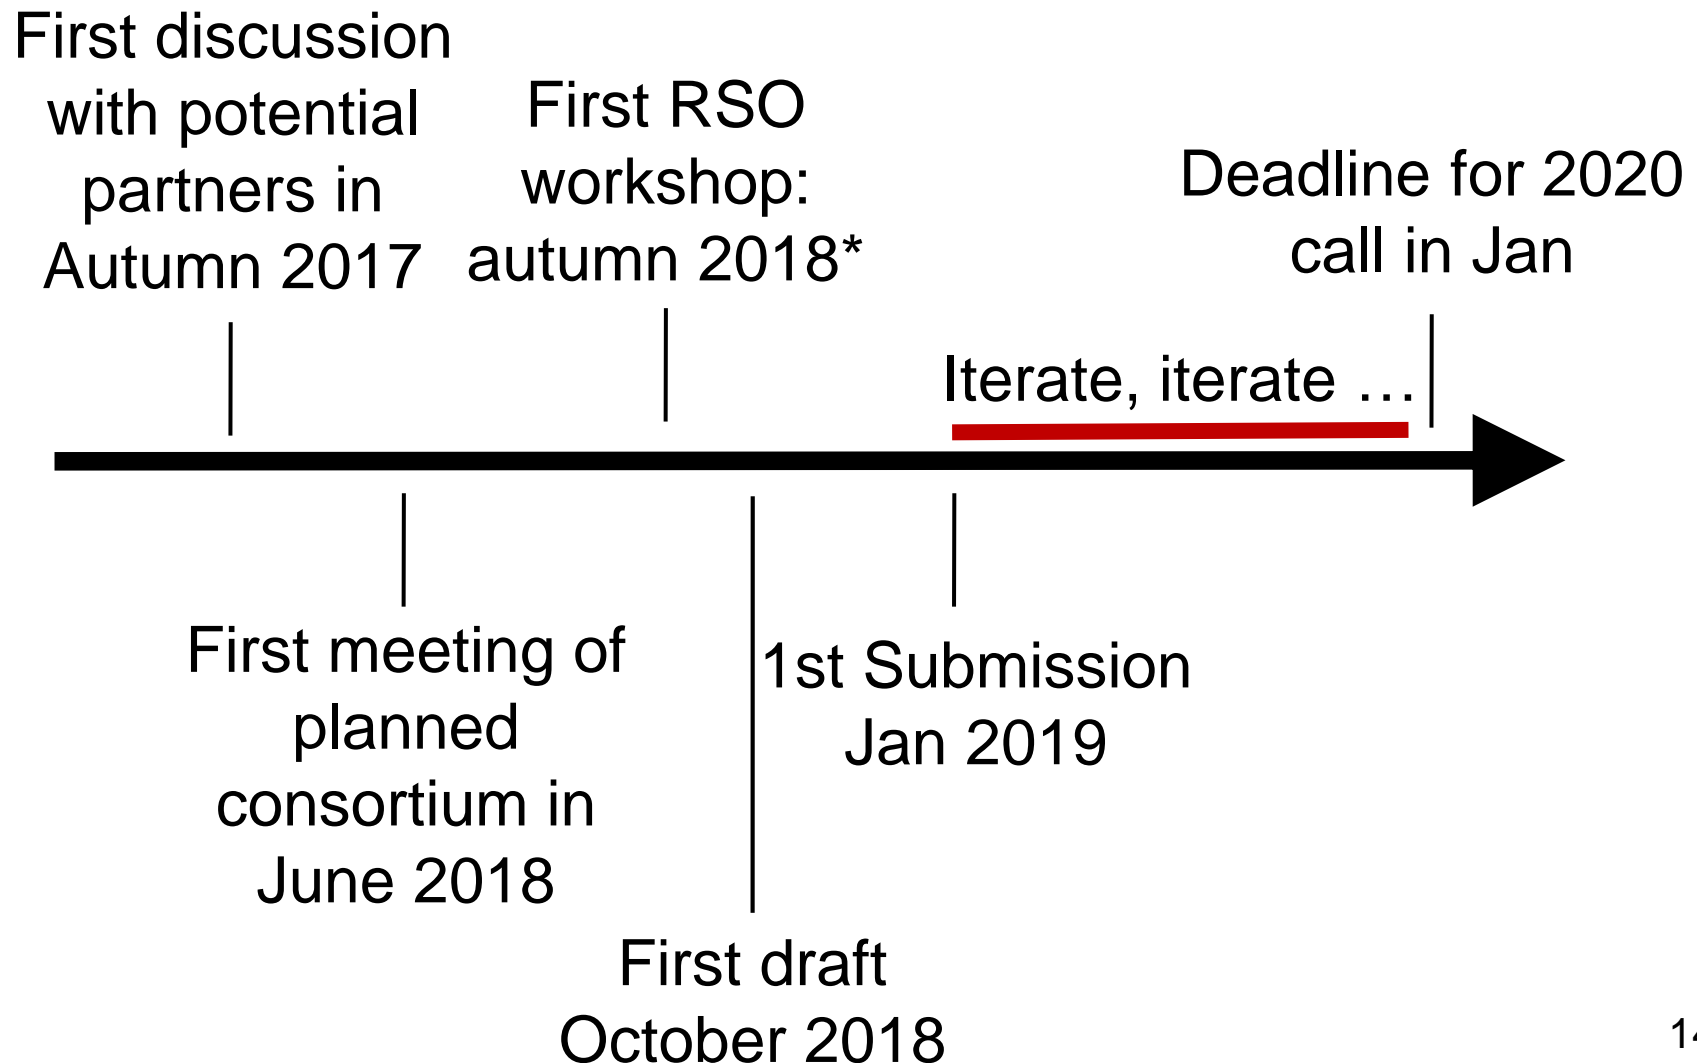 First discussion
with potential
partners in
Autumn 2017
First RSO
workshop:
autumn 2018*
Deadline for 2020
call in Jan
Iterate, iterate …
First meeting of
planned
consortium in
June 2018
1st Submission
Jan 2019
First draft
October 2018
14